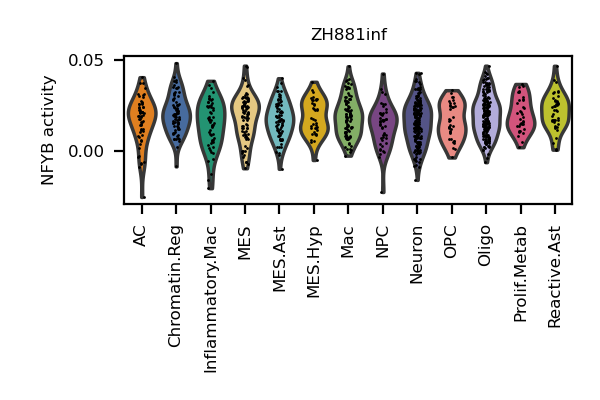 ZH881inf
NFYB activity
0.05
0.00
AC
Chromatin.Reg
Inflammatory.Mac
MES
MES.Ast
MES.Hyp
Mac
NPC
Neuron
OPC
Oligo
Prolif.Metab
Reactive.Ast